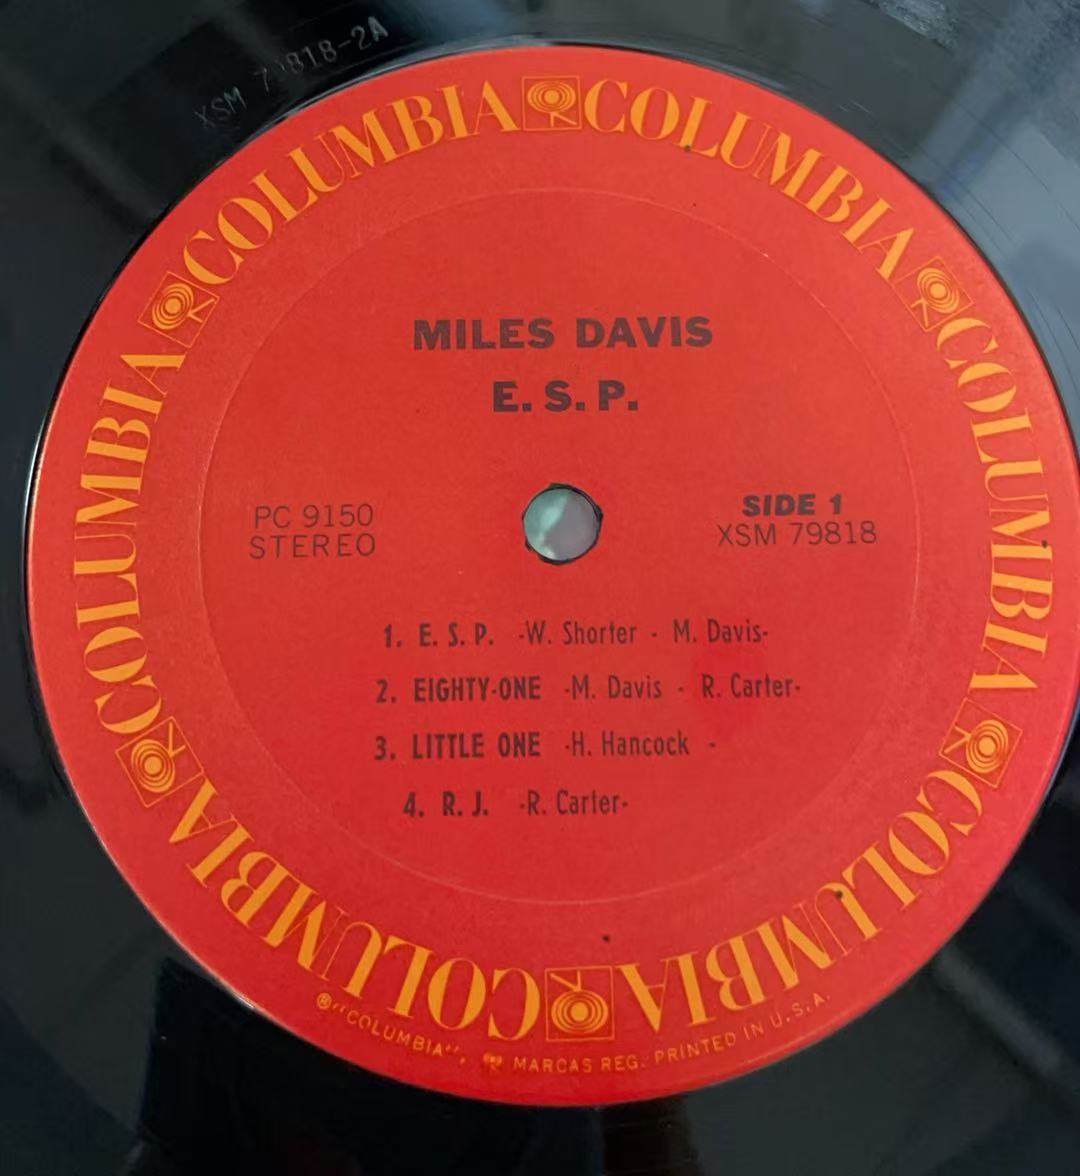 XSM 79818-2A
COLUMBIA COLUMBIA COLUMBIA COLUMBIA COLUMBIA COLUMBIA
MILES DAVIS
E. S. P.
PC 9150
STEREO
SIDE 1
XSM 79818
1. E. S. P. -W. Shorter - M. Davis-
2. EIGHTY-ONE -M. Davis - R. Carter-
3. LITTLE ONE -H. Hancock -
4. R. J. -R. Carter-
® "COLUMBIA", MARCAS REG. PRINTED IN U.S.A.